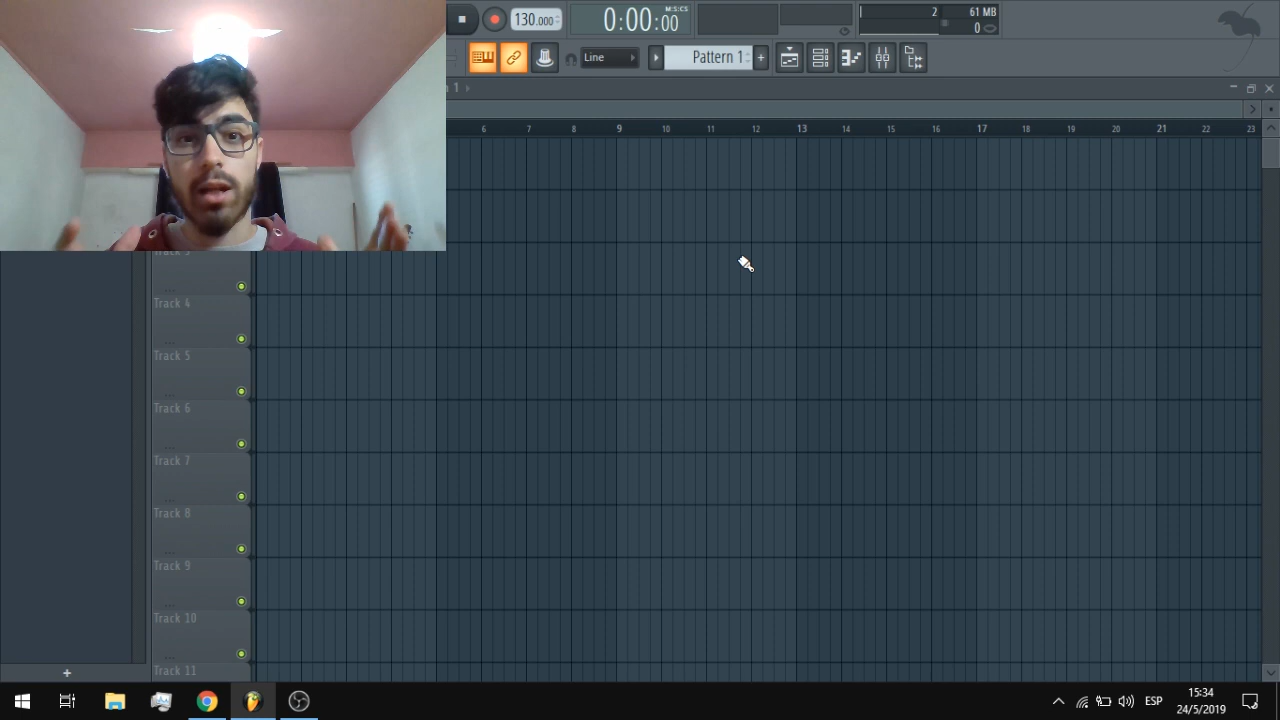 130.000
M:S:CS
0:00:00
2
61 MB
0
Line
Pattern 1
+
1
6 7 8 9 10 11 12 13 14 15 16 17 18 19 20 21 22 23
Track 4
Track 5
Track 6
Track 7
Track 8
Track 9
Track 10
Track 11
+
ESP
15:34
24/5/2019